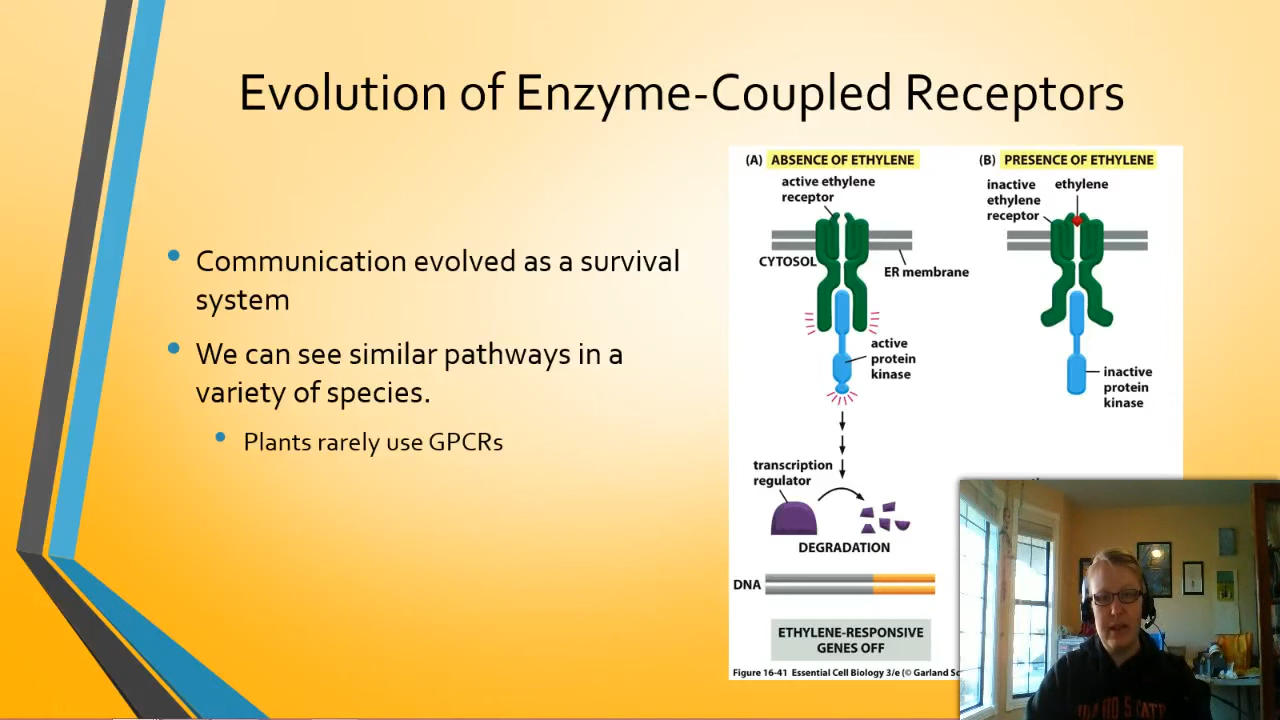 Evolution of Enzyme-Coupled Receptors
• Communication evolved as a survival
system
• We can see similar pathways in a
variety of species.
• Plants rarely use GPCRs
(A) ABSENCE OF ETHYLENE
active ethylene
receptor
CYTOSOL
ER membrane
active
protein
kinase
transcription
regulator
DEGRADATION
DNA
ETHYLENE-RESPONSIVE
GENES OFF
(B) PRESENCE OF ETHYLENE
inactive
ethylene
receptor
ethylene
inactive
protein
kinase
Figure 16-41 Essential Cell Biology 3/e (© Garland Sc